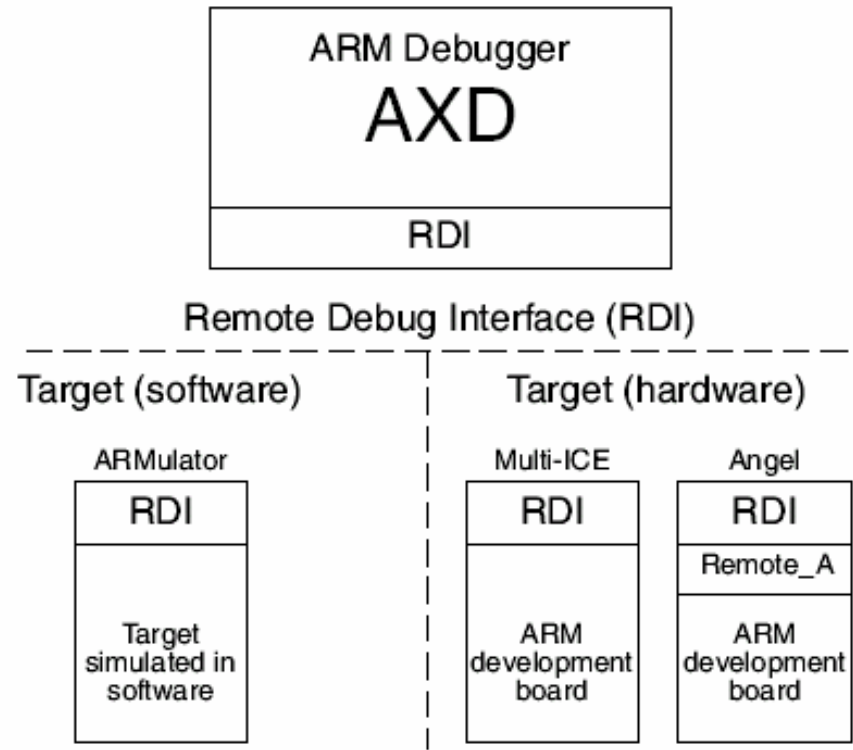 ARM Debugger
AXD
RDI
Remote Debug Interface (RDI)
Target (software)
Target (hardware)
ARMulator
Multi-ICE
Angel
RDI
RDI
RDI
Remote_A
Target
simulated in
software
ARM
development
board
ARM
development
board